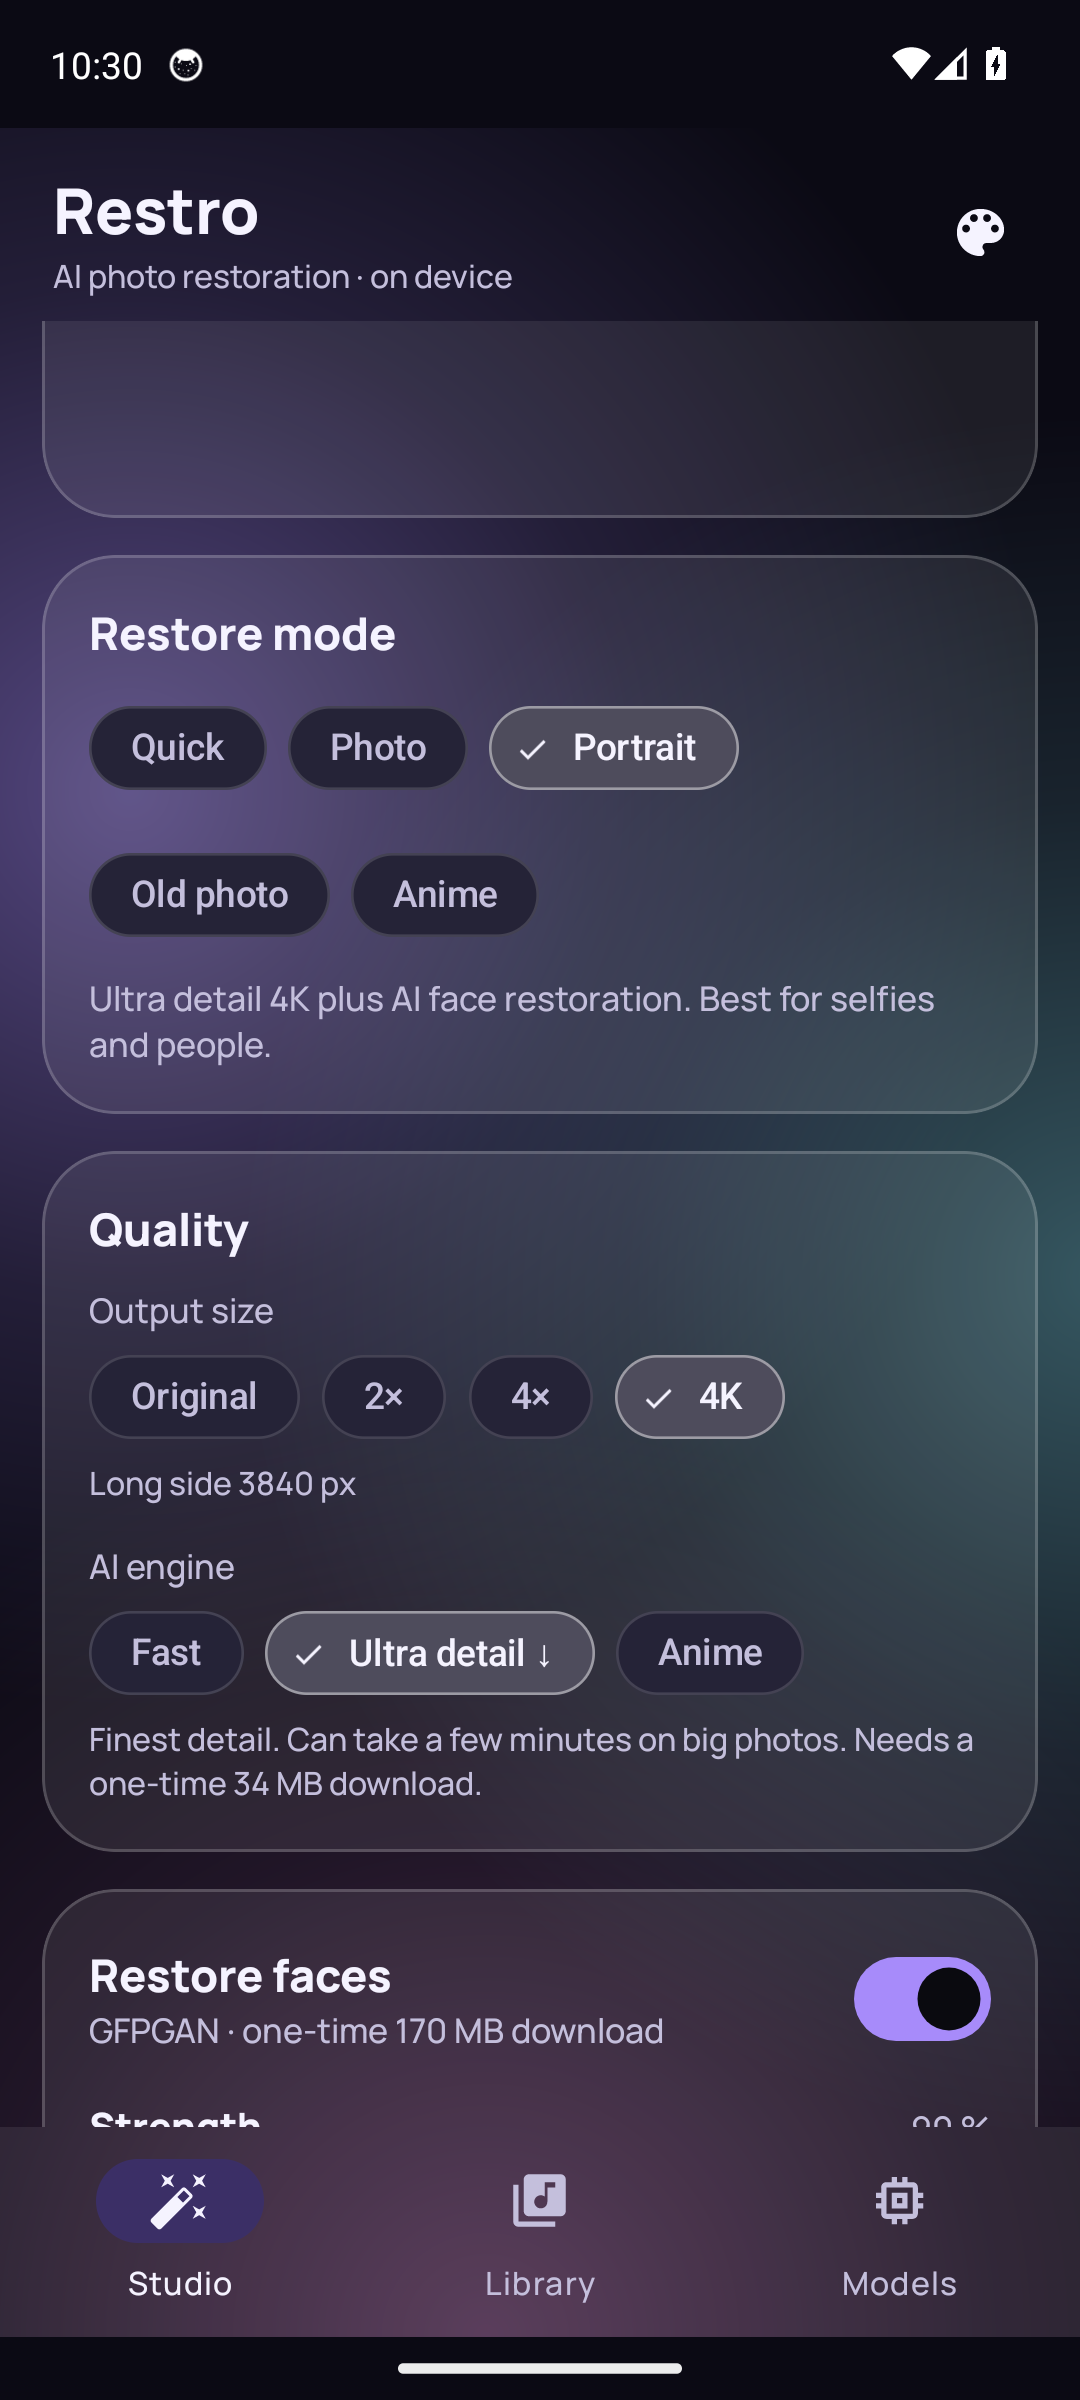 10:30
Restro
AI photo restoration · on device
Restore mode
Quick
Photo
Portrait
Old photo
Anime
Ultra detail 4K plus AI face restoration. Best for selfies
and people.
Quality
Output size
Original
2×
4×
4K
Long side 3840 px
AI engine
Fast
Ultra detail ↓
Anime
Finest detail. Can take a few minutes on big photos. Needs a
one-time 34 MB download.
Restore faces
GFPGAN · one-time 170 MB download
Strength
Studio
Library
Models